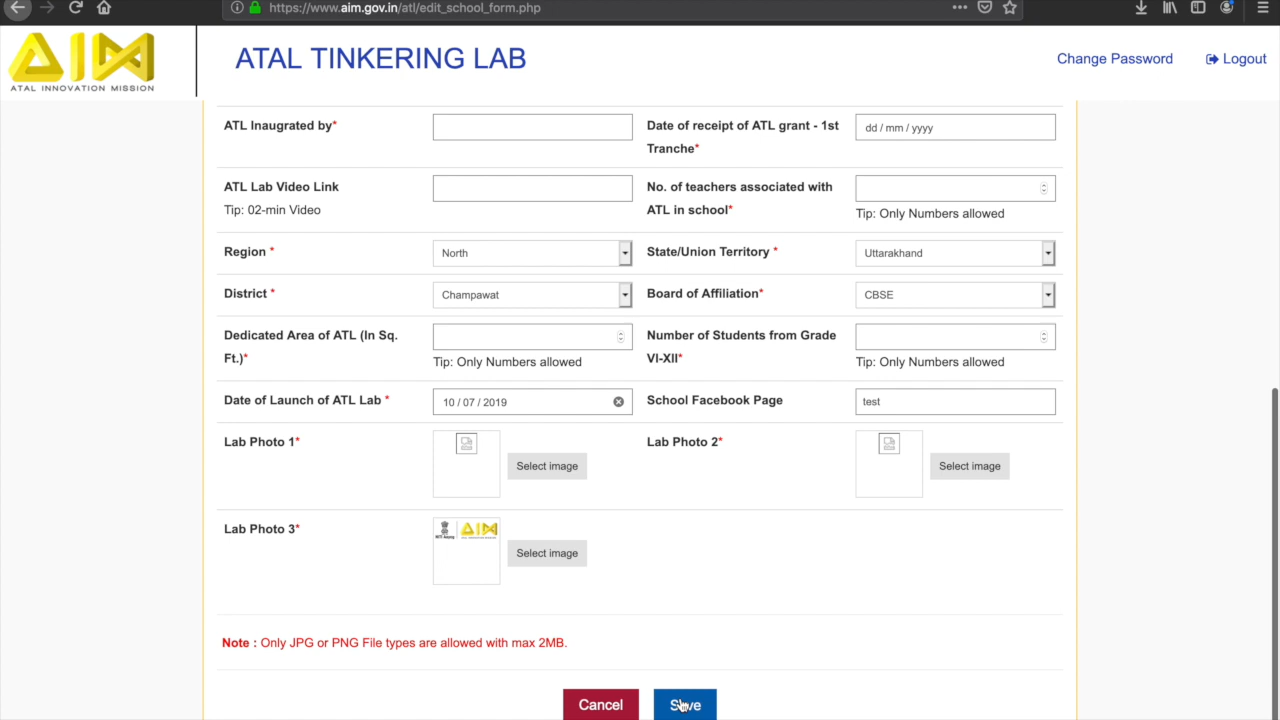 https://www.aim.gov.in/atl/edit_school_form.php
AIM
ATAL INNOVATION MISSION
ATAL TINKERING LAB
Change Password
Logout
ATL Inaugrated by*
Date of receipt of ATL grant - 1st
Tranche*
dd / mm / yyyy
ATL Lab Video Link
Tip: 02-min Video
No. of teachers associated with
ATL in school*
Tip: Only Numbers allowed
Region *
North
State/Union Territory *
Uttarakhand
District *
Champawat
Board of Affiliation*
CBSE
Dedicated Area of ATL (In Sq.
Ft.)*
Tip: Only Numbers allowed
Number of Students from Grade
VI-XII*
Tip: Only Numbers allowed
Date of Launch of ATL Lab *
10 / 07 / 2019
School Facebook Page
test
Lab Photo 1*
Select image
Lab Photo 2*
Select image
Lab Photo 3*
AIM
Select image
Note : Only JPG or PNG File types are allowed with max 2MB.
Cancel
Save